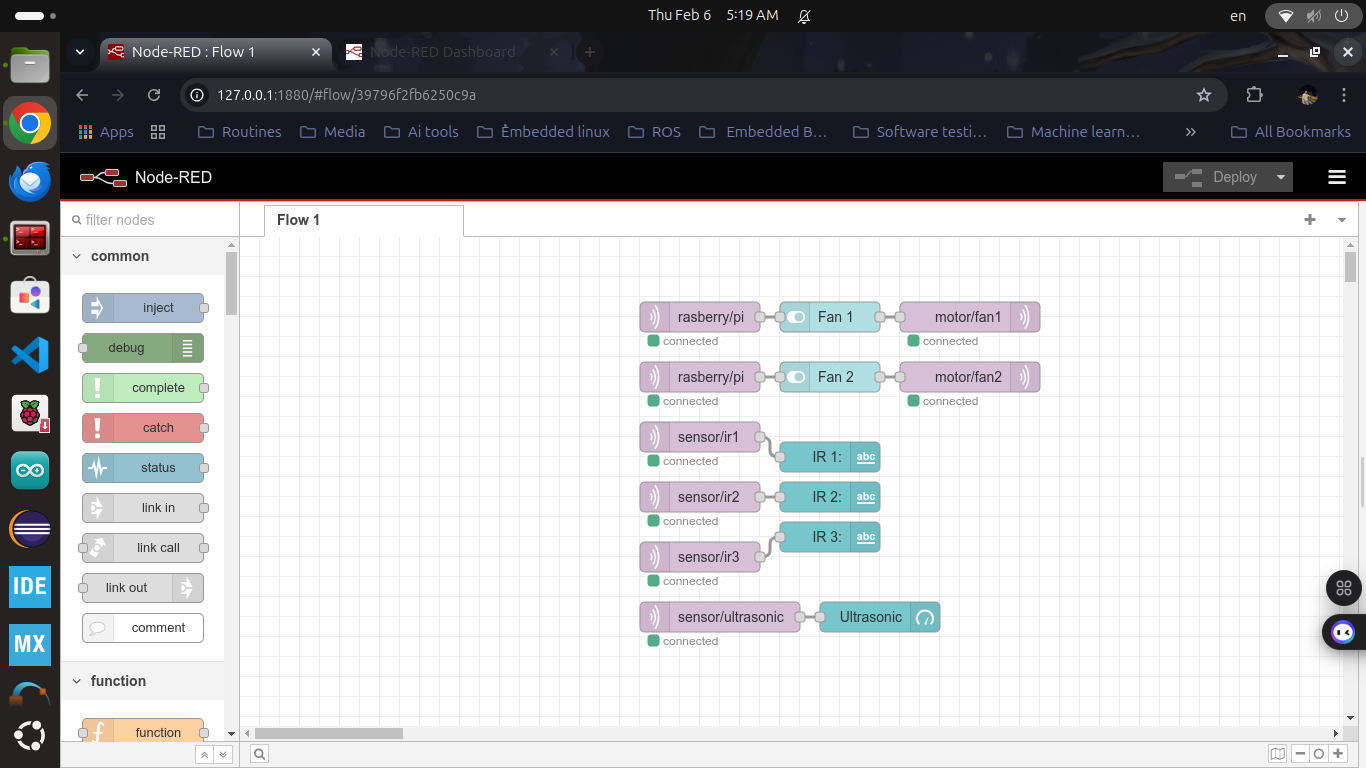 Thu Feb 6 5:19 AM
en
Node-RED : Flow 1
Node-RED Dashboard
127.0.0.1:1880/#flow/39796f2fb6250c9a
Apps
Routines
Media
Ai tools
Embedded linux
ROS
Embedded B...
Software testi...
Machine learn...
All Bookmarks
Node-RED
Deploy
filter nodes
Flow 1
common
inject
debug
complete
catch
status
link in
link call
link out
comment
function
function
rasberry/pi
Fan 1
motor/fan1
connected
connected
rasberry/pi
Fan 2
motor/fan2
connected
connected
sensor/ir1
connected
IR 1:
abc
sensor/ir2
IR 2:
abc
connected
IR 3:
abc
sensor/ir3
connected
sensor/ultrasonic
Ultrasonic
connected
IDE
MX